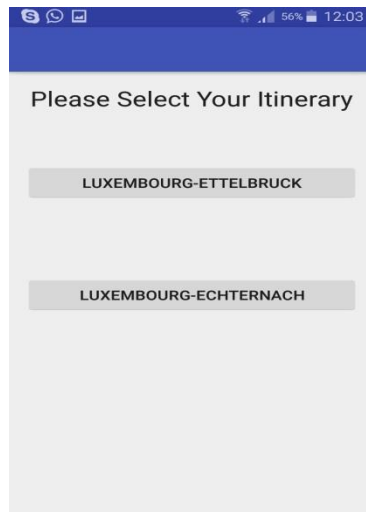 56% 12:03
Please Select Your Itinerary
LUXEMBOURG-ETTELBRUCK
LUXEMBOURG-ECHTERNACH